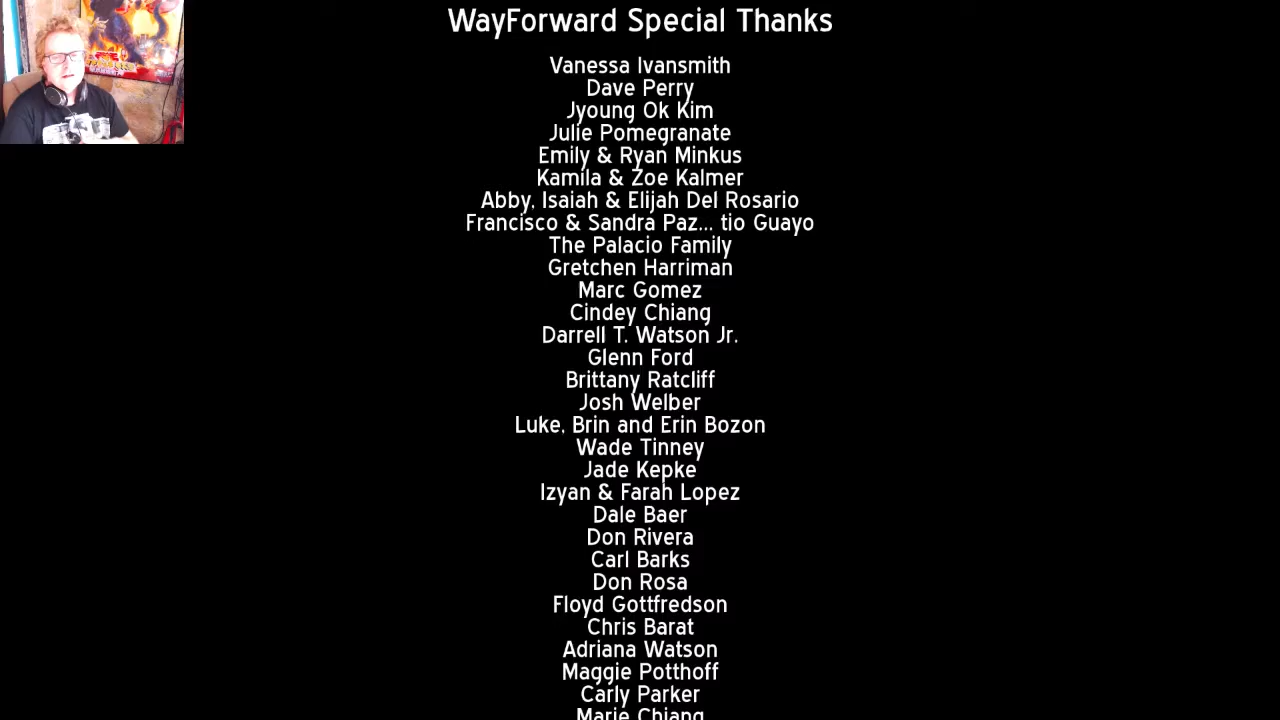 WayForward Special Thanks
Vanessa Ivansmith
Dave Perry
Jyoung Ok Kim
Julie Pomegranate
Emily & Ryan Minkus
Kamila & Zoe Kalmer
Abby, Isaiah & Elijah Del Rosario
Francisco & Sandra Paz... tio Guayo
The Palacio Family
Gretchen Harriman
Marc Gomez
Cindey Chiang
Darrell T. Watson Jr.
Glenn Ford
Brittany Ratcliff
Josh Welber
Luke, Brin and Erin Bozon
Wade Tinney
Jade Kepke
Izyan & Farah Lopez
Dale Baer
Don Rivera
Carl Barks
Don Rosa
Floyd Gottfredson
Chris Barat
Adriana Watson
Maggie Potthoff
Carly Parker
Marie Chiang